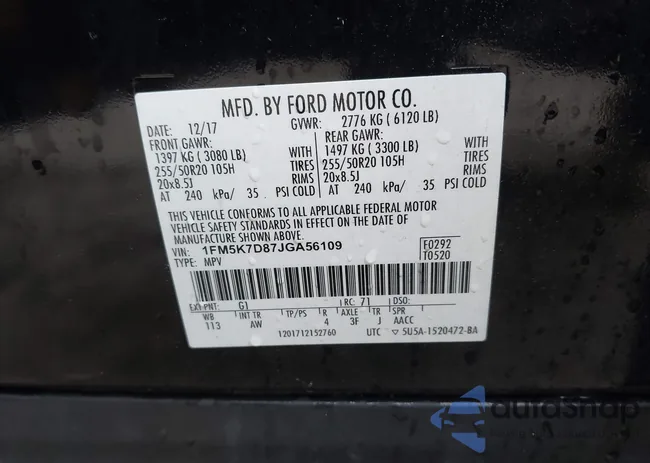 MFD. BY FORD MOTOR CO.
DATE: 12/17 GVWR: 2776 KG ( 6120 LB)
FRONT GAWR: REAR GAWR:
1397 KG ( 3080 LB) WITH 1497 KG ( 3300 LB) WITH
255/50R20 105H TIRES 255/50R20 105H TIRES
20x8.5J RIMS 20x8.5J RIMS
AT 240 kPa/ 35 PSI COLD AT 240 kPa/ 35 PSI COLD
THIS VEHICLE CONFORMS TO ALL APPLICABLE FEDERAL MOTOR
VEHICLE SAFETY STANDARDS IN EFFECT ON THE DATE OF
MANUFACTURE SHOWN ABOVE.
VIN: 1FM5K7D87JGA56109 F0292
TYPE: MPV T0520
EXT PNT: G1 RC: 71 DSO:
WB INT TR TP/PS R AXLE TR SPR
113 AW 4 3F J AACC
1201712152760 UTC ▽ 5U5A-1520472-BA
autosnap